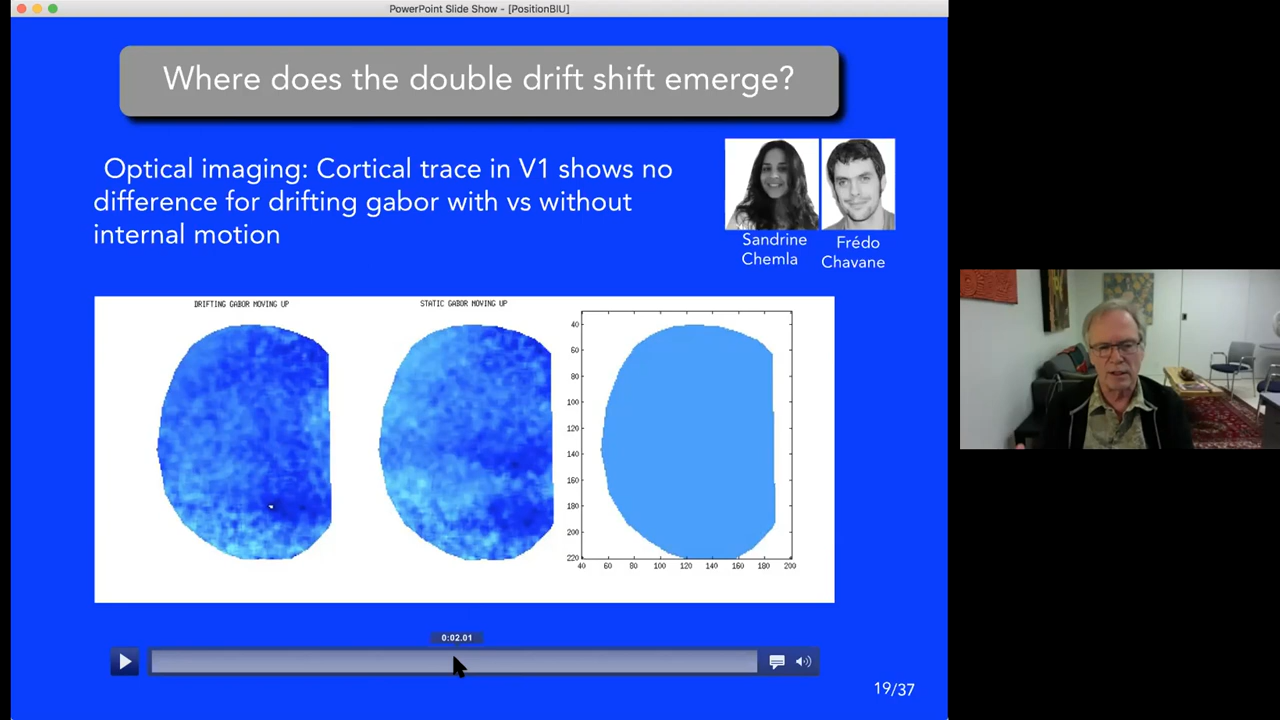 PowerPoint Slide Show - [PositionBIU]
Where does the double drift shift emerge?
Optical imaging: Cortical trace in V1 shows no
difference for drifting gabor with vs without
internal motion
Sandrine
Chemla
Frédo
Chavane
DRIFTING GABOR MOVING UP
STATIC GABOR MOVING UP
40
60
80
100
120
140
160
180
200
220
40 60 80 100 120 140 160 180 200
0:02.01
19/37